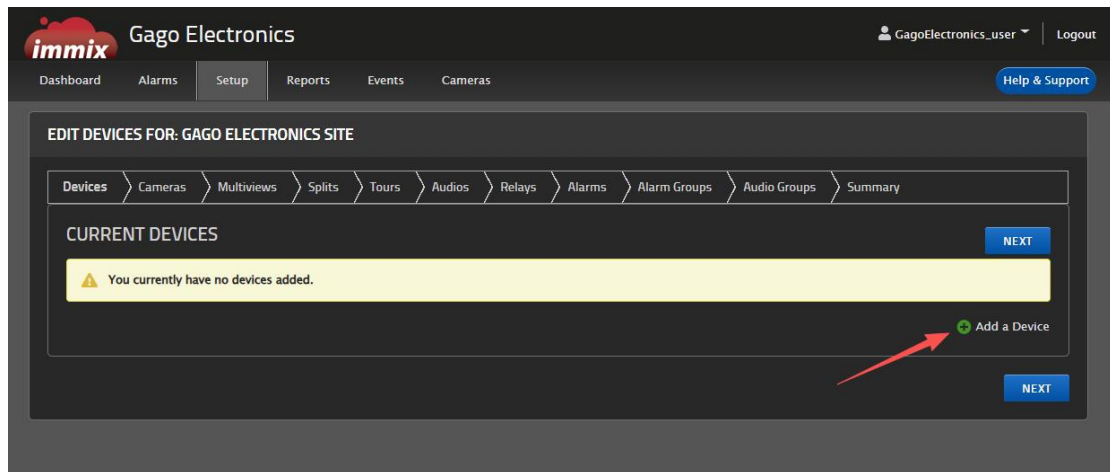 immix Gago Electronics GagoElectronics_user Logout
Dashboard Alarms Setup Reports Events Cameras Help & Support
EDIT DEVICES FOR: GAGO ELECTRONICS SITE
Devices Cameras Multiviews Splits Tours Audios Relays Alarms Alarm Groups Audio Groups Summary
CURRENT DEVICES
NEXT
You currently have no devices added.
Add a Device
NEXT